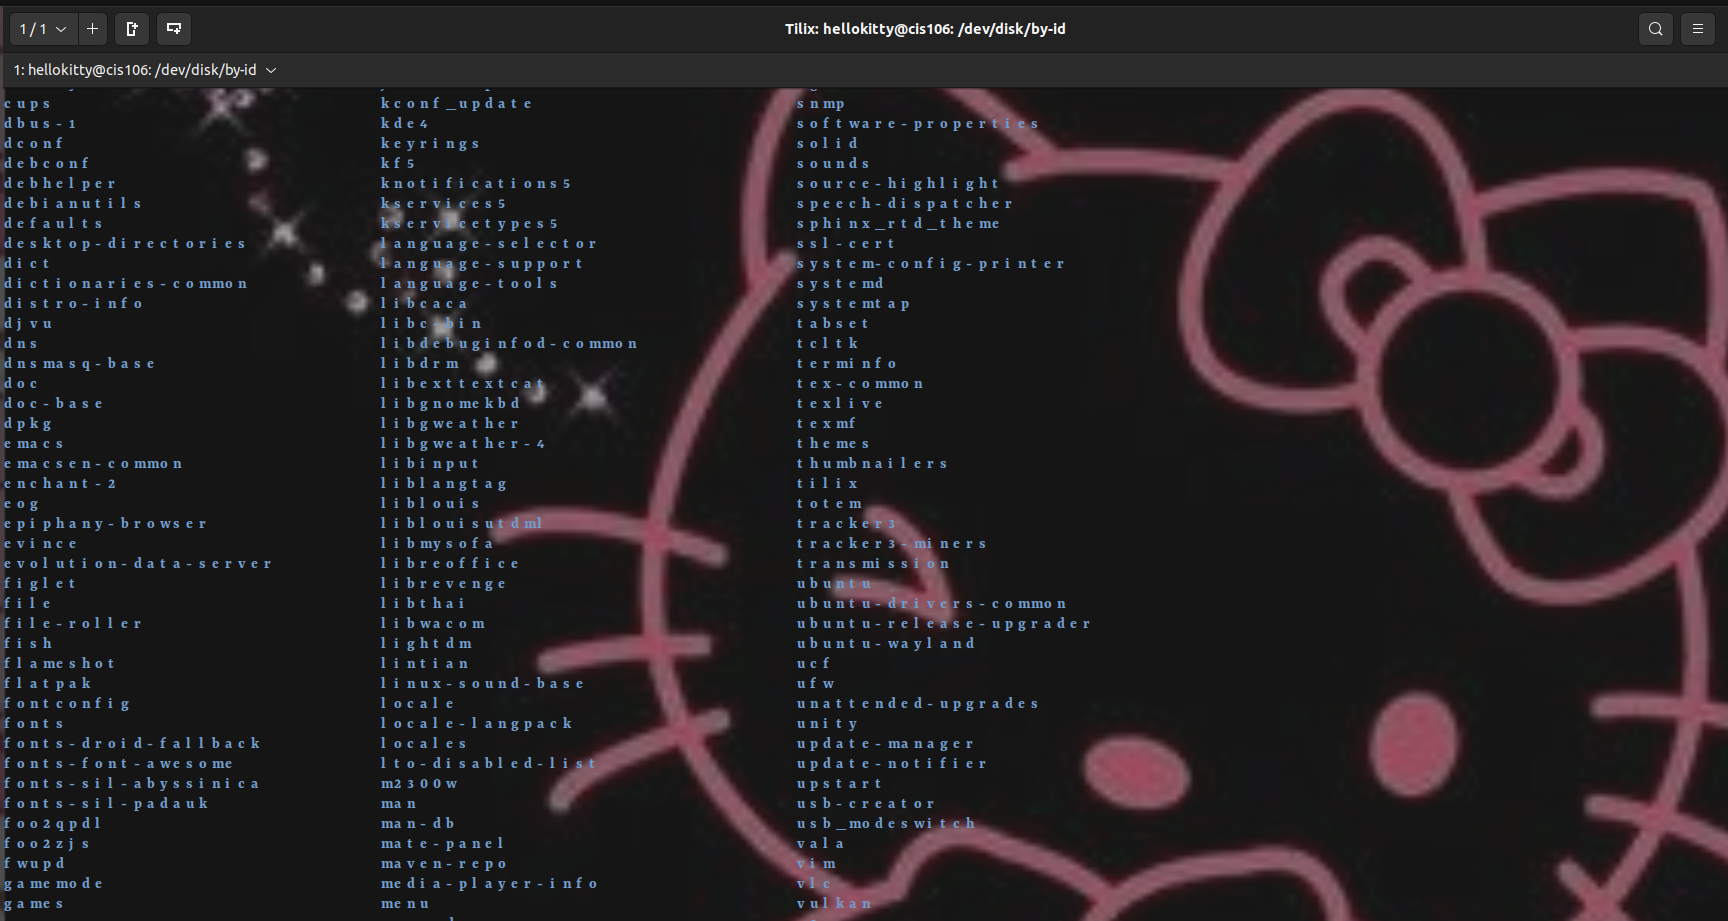 1 / 1
Tilix: hellokitty@cis106: /dev/disk/by-id
1: hellokitty@cis106: /dev/disk/by-id
cups kconf_update snmp
dbus-1 kde4 software-properties
dconf keyrings solid
debconf kf5 sounds
debhelper knotifications5 source-highlight
debianutils kservices5 speech-dispatcher
defaults kservicetypes5 sphinx_rtd_theme
desktop-directories language-selector ssl-cert
dict language-support system-config-printer
dictionaries-common language-tools systemd
distro-info libcaca systemtap
djvu libc-bin tabset
dns libdebuginfod-common tcltk
dnsmasq-base libdrm terminfo
doc libexttextcat tex-common
doc-base libgnomekbd texlive
dpkg libgweather texmf
emacs libgweather-4 themes
emacsen-common libinput thumbnailers
enchant-2 liblangtag tilix
eog liblouis totem
epiphany-browser liblouisutdml tracker3
evince libmysofa tracker3-miners
evolution-data-server libreoffice transmission
figlet librevenge ubuntu
file libthai ubuntu-drivers-common
file-roller libwacom ubuntu-release-upgrader
fish lightdm ubuntu-wayland
flameshot lintian ucf
flatpak linux-sound-base ufw
fontconfig locale unattended-upgrades
fonts locale-langpack unity
fonts-droid-fallback locales update-manager
fonts-font-awesome lto-disabled-list update-notifier
fonts-sil-abyssinica m2300w upstart
fonts-sil-padauk man usb-creator
foo2qpdl man-db usb_modeswitch
foo2zjs mate-panel vala
fwupd maven-repo vim
gamemode media-player-info vlc
games menu vulkan